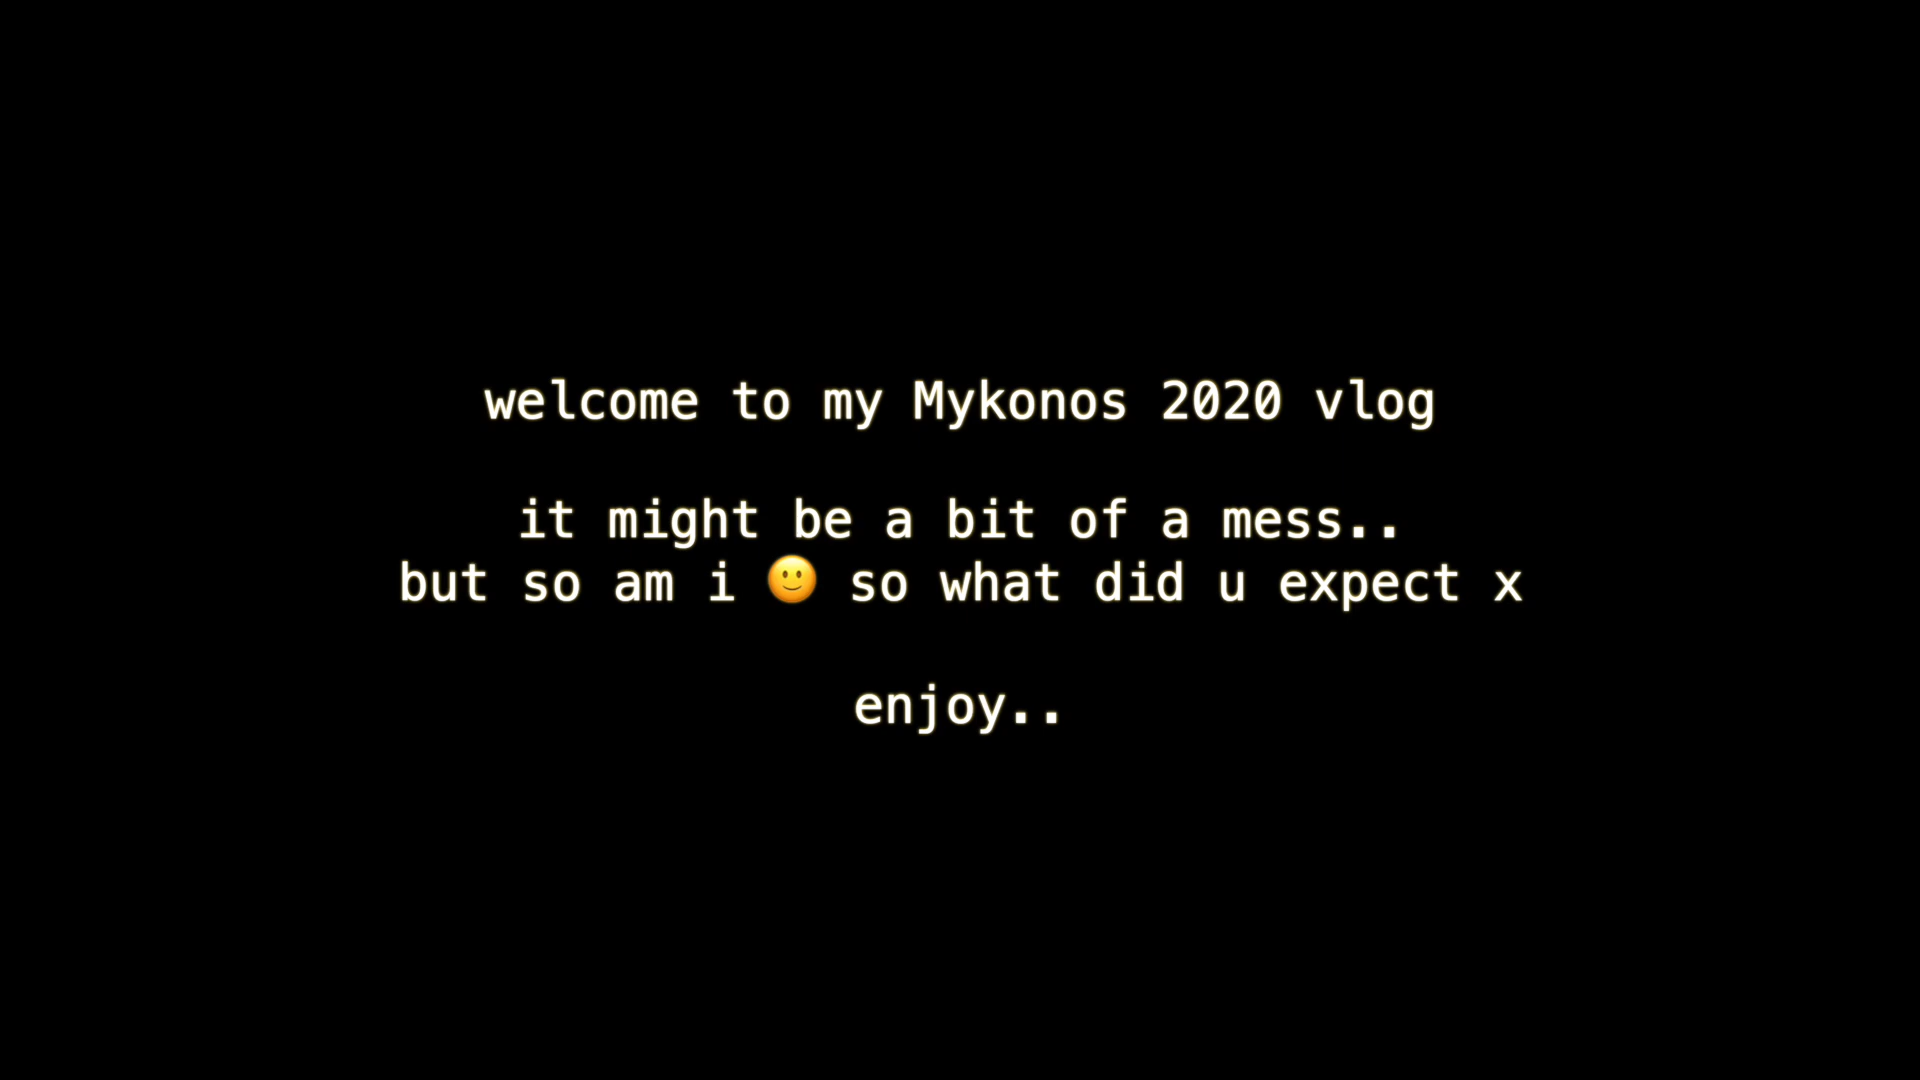 welcome to my Mykonos 2020 vlog
it might be a bit of a mess..
but so am i 🙂 so what did u expect x
enjoy..